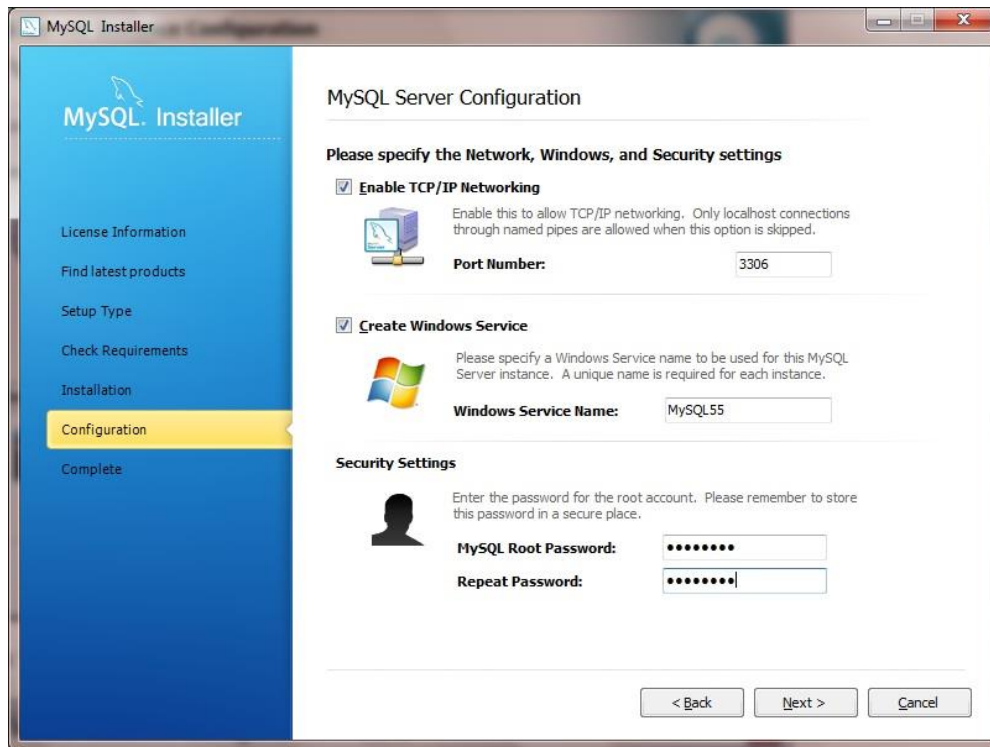 MySQL Installer
MySQL. Installer
License Information
Find latest products
Setup Type
Check Requirements
Installation
Configuration
Complete
MySQL Server Configuration
Please specify the Network, Windows, and Security settings
Enable TCP/IP Networking
Enable this to allow TCP/IP networking. Only localhost connections
through named pipes are allowed when this option is skipped.
Port Number: 3306
Create Windows Service
Please specify a Windows Service name to be used for this MySQL
Server instance. A unique name is required for each instance.
Windows Service Name: MySQL55
Security Settings
Enter the password for the root account. Please remember to store
this password in a secure place.
MySQL Root Password: ●●●●●●●●
Repeat Password: ●●●●●●●●
< Back
Next >
Cancel